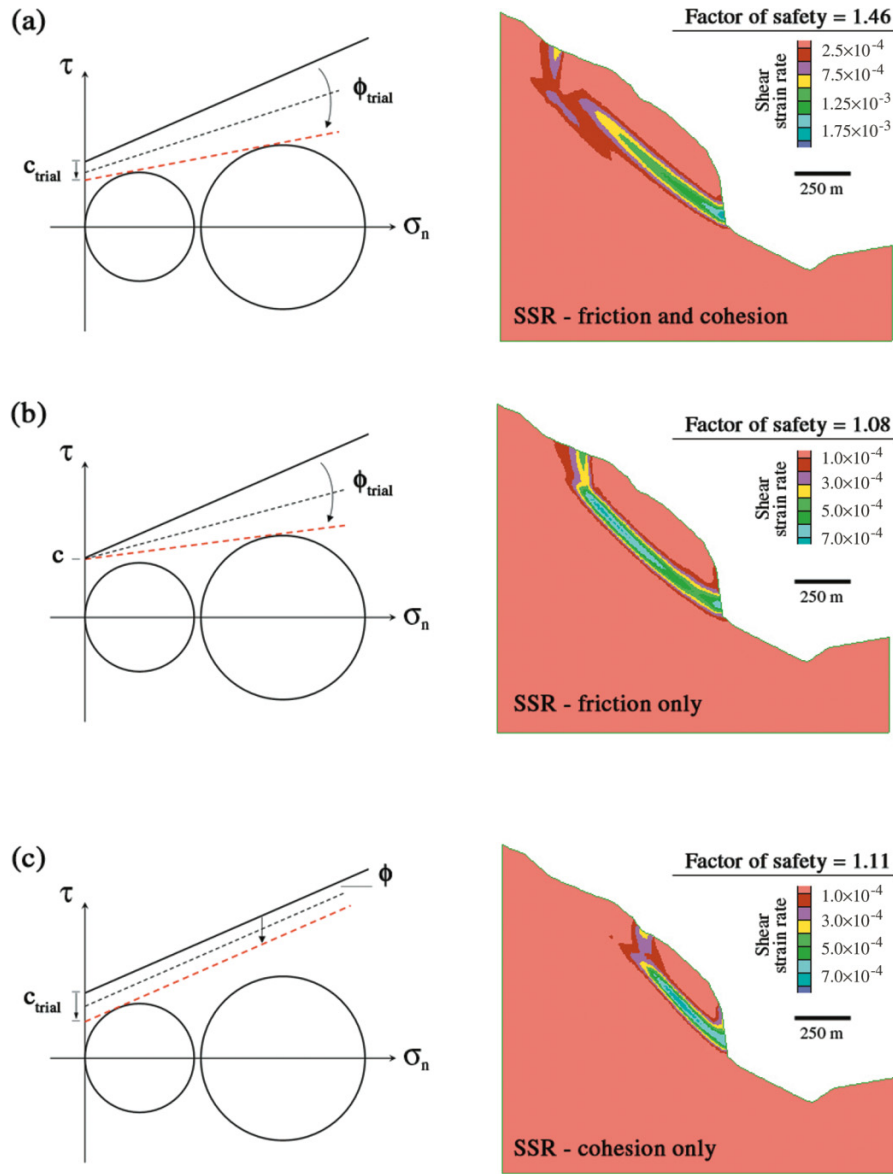 (a)
τ
ϕtrial
ctrial
σn
Factor of safety = 1.46
Shear strain rate
2.5×10⁻⁴
7.5×10⁻⁴
1.25×10⁻³
1.75×10⁻³
250 m
SSR - friction and cohesion
(b)
τ
ϕtrial
c
σn
Factor of safety = 1.08
Shear strain rate
1.0×10⁻⁴
3.0×10⁻⁴
5.0×10⁻⁴
7.0×10⁻⁴
250 m
SSR - friction only
(c)
τ
ϕ
ctrial
σn
Factor of safety = 1.11
Shear strain rate
1.0×10⁻⁴
3.0×10⁻⁴
5.0×10⁻⁴
7.0×10⁻⁴
250 m
SSR - cohesion only